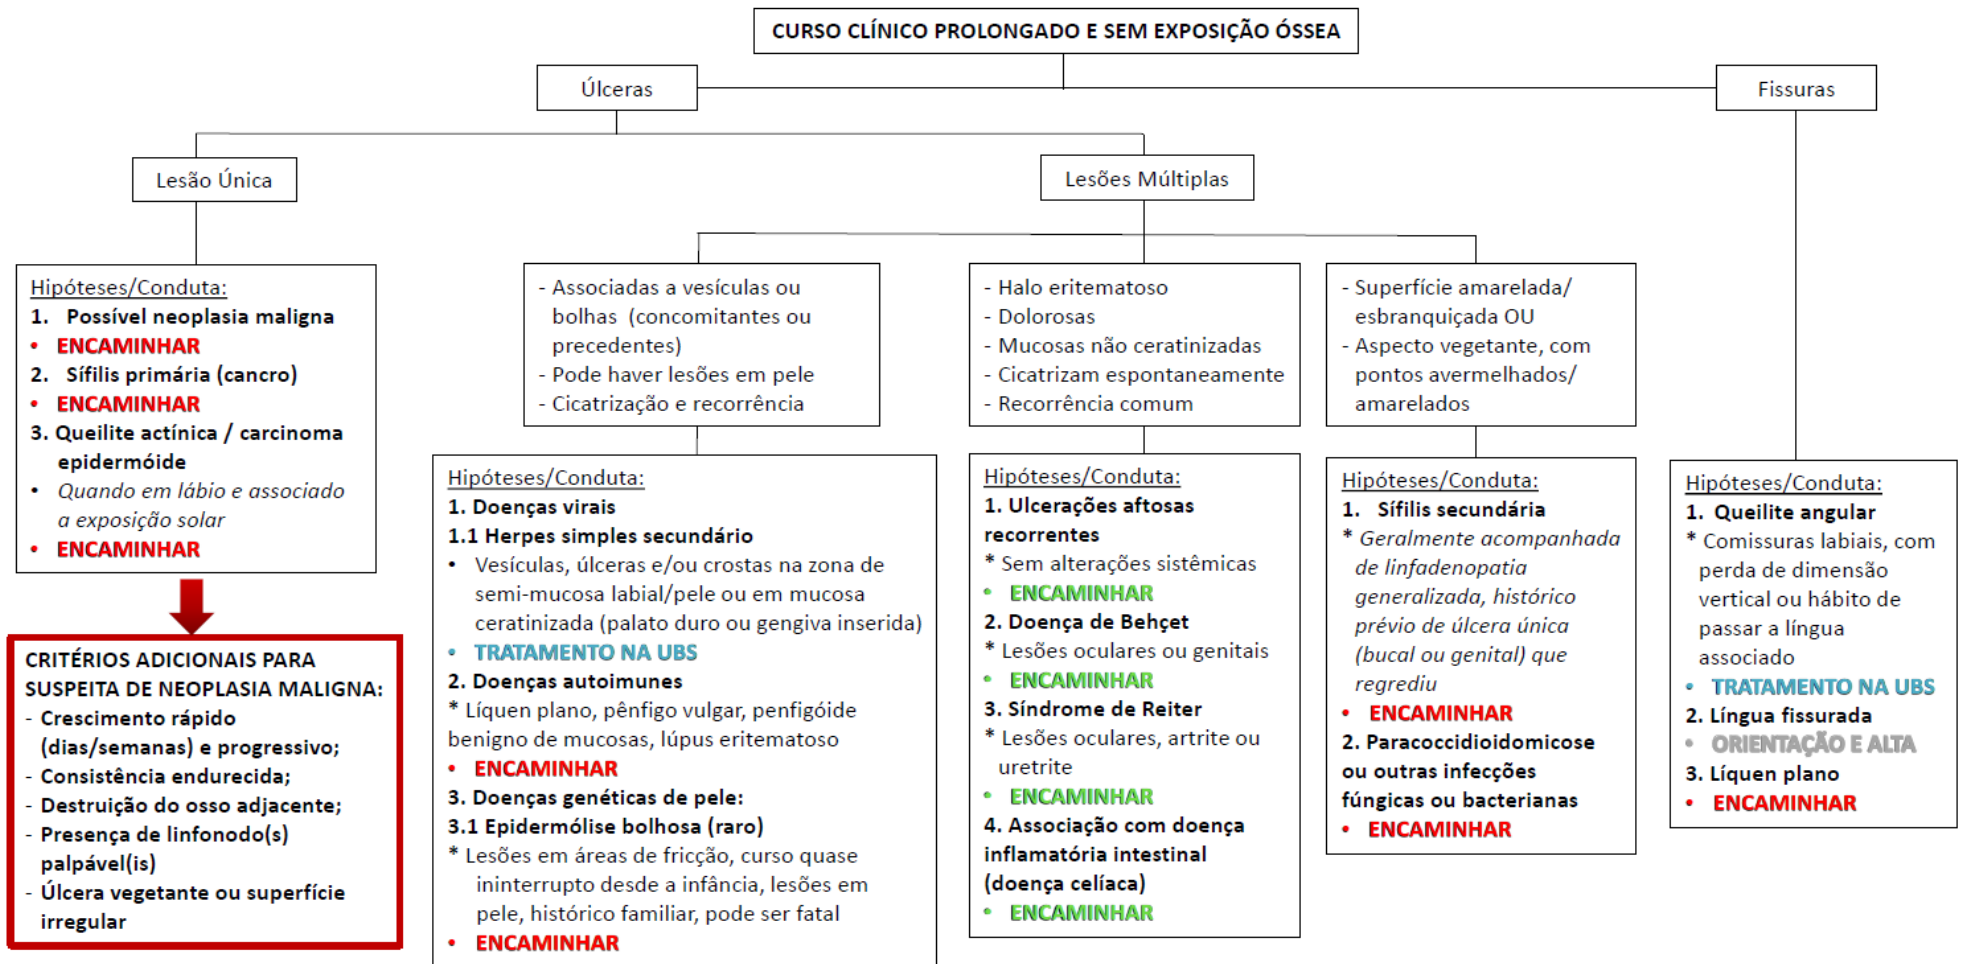 CURSO CLÍNICO PROLONGADO E SEM EXPOSIÇÃO ÓSSEA
Úlceras
Fissuras
Lesão Única
Lesões Múltiplas
Hipóteses/Conduta:
1. Possível neoplasia maligna
• ENCAMINHAR
2. Sífilis primária (cancro)
• ENCAMINHAR
3. Queilite actínica / carcinoma
epidermóide
• Quando em lábio e associado
a exposição solar
• ENCAMINHAR
CRITÉRIOS ADICIONAIS PARA
SUSPEITA DE NEOPLASIA MALIGNA:
- Crescimento rápido
(dias/semanas) e progressivo;
- Consistência endurecida;
- Destruição do osso adjacente;
- Presença de linfonodo(s)
palpável(is)
- Úlcera vegetante ou superfície
irregular
- Associadas a vesículas ou
bolhas (concomitantes ou
precedentes)
- Pode haver lesões em pele
- Cicatrização e recorrência
Hipóteses/Conduta:
1. Doenças virais
1.1 Herpes simples secundário
• Vesículas, úlceras e/ou crostas na zona de
semi-mucosa labial/pele ou em mucosa
ceratinizada (palato duro ou gengiva inserida)
• TRATAMENTO NA UBS
2. Doenças autoimunes
* Líquen plano, pênfigo vulgar, penfigóide
benigno de mucosas, lúpus eritematoso
• ENCAMINHAR
3. Doenças genéticas de pele:
3.1 Epidermólise bolhosa (raro)
* Lesões em áreas de fricção, curso quase
ininterrupto desde a infância, lesões em
pele, histórico familiar, pode ser fatal
• ENCAMINHAR
- Halo eritematoso
- Dolorosas
- Mucosas não ceratinizadas
- Cicatrizam espontaneamente
- Recorrência comum
Hipóteses/Conduta:
1. Ulcerações aftosas
recorrentes
* Sem alterações sistêmicas
• ENCAMINHAR
2. Doença de Behçet
* Lesões oculares ou genitais
• ENCAMINHAR
3. Síndrome de Reiter
* Lesões oculares, artrite ou
uretrite
• ENCAMINHAR
4. Associação com doença
inflamatória intestinal
(doença celíaca)
• ENCAMINHAR
- Superfície amarelada/
esbranquiçada OU
- Aspecto vegetante, com
pontos avermelhados/
amarelados
Hipóteses/Conduta:
1. Sífilis secundária
* Geralmente acompanhada
de linfadenopatia
generalizada, histórico
prévio de úlcera única
(bucal ou genital) que
regrediu
• ENCAMINHAR
2. Paracoccidioidomicose
ou outras infecções
fúngicas ou bacterianas
• ENCAMINHAR
Hipóteses/Conduta:
1. Queilite angular
* Comissuras labiais, com
perda de dimensão
vertical ou hábito de
passar a língua
associado
• TRATAMENTO NA UBS
2. Língua fissurada
• ORIENTAÇÃO E ALTA
3. Líquen plano
• ENCAMINHAR